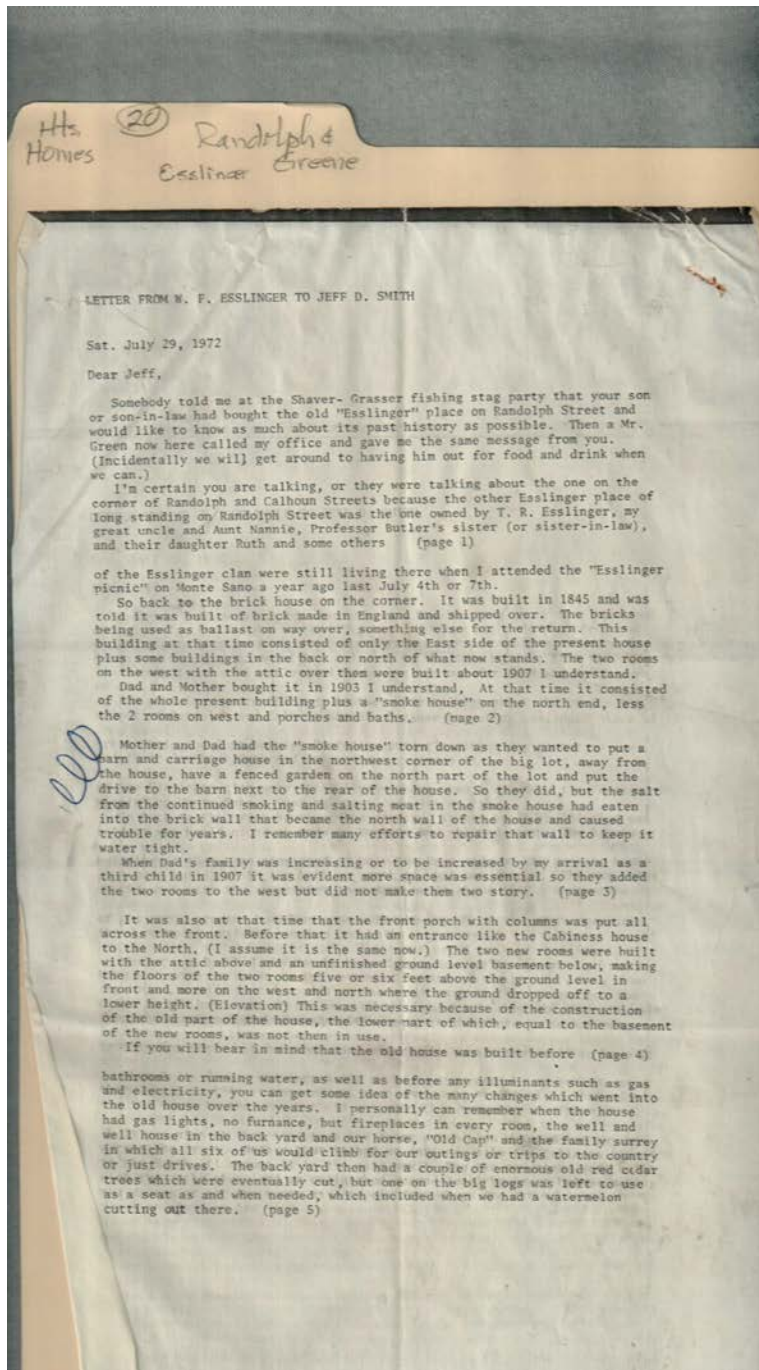 Hts.
Homes
20
Randolph &
Greene
Esslinger
LETTER FROM W. F. ESSLINGER TO JEFF D. SMITH
Sat. July 29, 1972
Dear Jeff,
Somebody told me at the Shaver- Grasser fishing stag party that your son
or son-in-law had bought the old "Esslinger" place on Randolph Street and
would like to know as much about its past history as possible. Then a Mr.
Green now here called my office and gave me the same message from you.
(Incidentally we will get around to having him out for food and drink when
we can.)
I'm certain you are talking, or they were talking about the one on the
corner of Randolph and Calhoun Streets because the other Esslinger place of
long standing on Randolph Street was the one owned by T. R. Esslinger, my
great uncle and Aunt Nannie, Professor Butler's sister (or sister-in-law),
and their daughter Ruth and some others (page 1)
of the Esslinger clan were still living there when I attended the "Esslinger
picnic" on Monte Sano a year ago last July 4th or 7th.
So back to the brick house on the corner. It was built in 1845 and was
told it was built of brick made in England and shipped over. The bricks
being used as ballast on way over, something else for the return. This
building at that time consisted of only the East side of the present house
plus some buildings in the back or north of what now stands. The two rooms
on the west with the attic over them were built about 1907 I understand.
Dad and Mother bought it in 1903 I understand, At that time it consisted
of the whole present building plus a "smoke house" on the north end, less
the 2 rooms on west and porches and baths. (page 2)
Mother and Dad had the "smoke house" torn down as they wanted to put a
barn and carriage house in the northwest corner of the big lot, away from
the house, have a fenced garden on the north part of the lot and put the
drive to the barn next to the rear of the house. So they did, but the salt
from the continued smoking and salting meat in the smoke house had eaten
into the brick wall that became the north wall of the house and caused
trouble for years. I remember many efforts to repair that wall to keep it
water tight.
When Dad's family was increasing or to be increased by my arrival as a
third child in 1907 it was evident more space was essential so they added
the two rooms to the west but did not make them two story. (page 3)
It was also at that time that the front porch with columns was put all
across the front. Before that it had an entrance like the Cabiness house
to the North. (I assume it is the same now.) The two new rooms were built
with the attic above and an unfinished ground level basement below, making
the floors of the two rooms five or six feet above the ground level in
front and more on the west and north where the ground dropped off to a
lower height. (Elevation) This was necessary because of the construction
of the old part of the house, the lower part of which, equal to the basement
of the new rooms, was not then in use.
If you will bear in mind that the old house was built before (page 4)
bathrooms or running water, as well as before any illuminants such as gas
and electricity, you can get some idea of the many changes which went into
the old house over the years. I personally can remember when the house
had gas lights, no furnance, but fireplaces in every room, the well and
well house in the back yard and our horse, "Old Cap" and the family surrey
in which all six of us would climb for our outings or trips to the country
or just drives. The back yard then had a couple of enormous old red cedar
trees which were eventually cut, but one on the big logs was left to use
as a seat as and when needed, which included when we had a watermelon
cutting out there. (page 5)